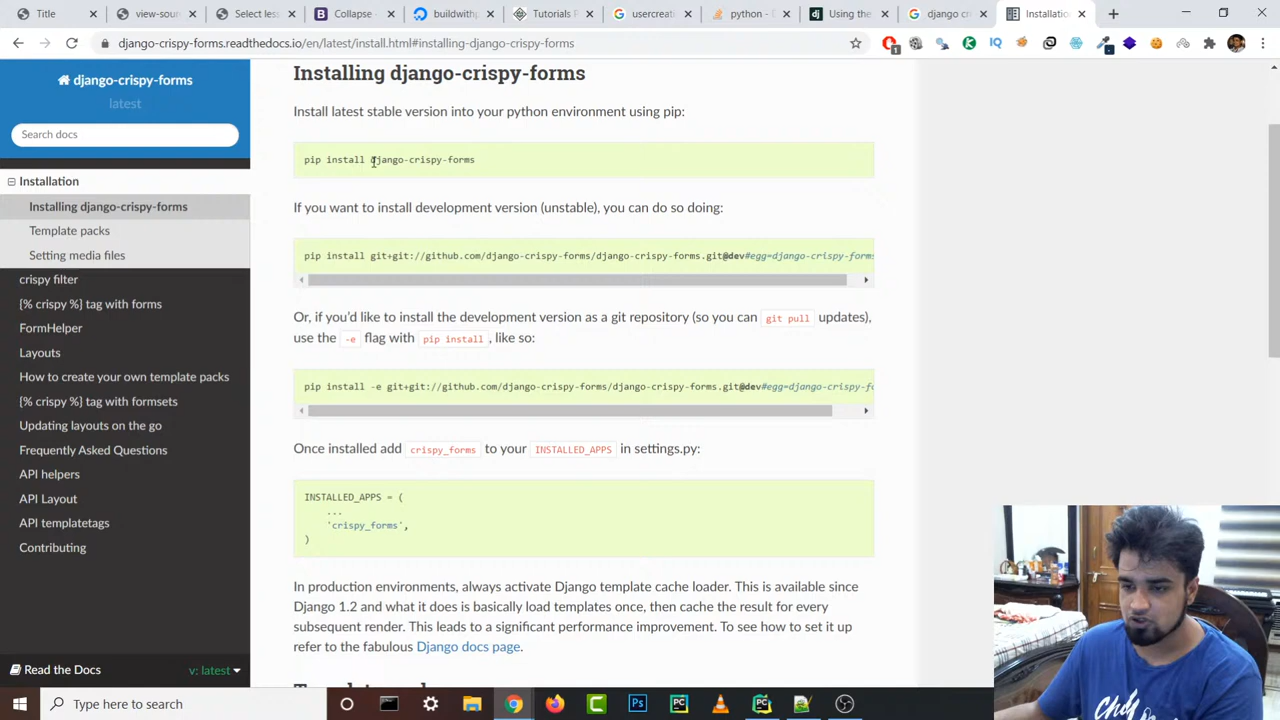 Title
view-sour
Select less
Collapse ·
buildwithp
Tutorials P
usercreate
python - D
Using the
django cri
Installation
django-crispy-forms.readthedocs.io/en/latest/install.html#installing-django-crispy-forms
django-crispy-forms
latest
Search docs
Installation
Installing django-crispy-forms
Template packs
Setting media files
crispy filter
{% crispy %} tag with forms
FormHelper
Layouts
How to create your own template packs
{% crispy %} tag with formsets
Updating layouts on the go
Frequently Asked Questions
API helpers
API Layout
API templatetags
Contributing
Read the Docs
v: latest
Installing django-crispy-forms
Install latest stable version into your python environment using pip:
pip install django-crispy-forms
If you want to install development version (unstable), you can do so doing:
pip install git+git://github.com/django-crispy-forms/django-crispy-forms.git@dev#egg=django-crispy-forms
Or, if you'd like to install the development version as a git repository (so you can git pull updates),
use the -e flag with pip install, like so:
pip install -e git+git://github.com/django-crispy-forms/django-crispy-forms.git@dev#egg=django-crispy-fo
Once installed add crispy_forms to your INSTALLED_APPS in settings.py:
INSTALLED_APPS = (
...
'crispy_forms',
)
In production environments, always activate Django template cache loader. This is available since
Django 1.2 and what it does is basically load templates once, then cache the result for every
subsequent render. This leads to a significant performance improvement. To see how to set it up
refer to the fabulous Django docs page.
Type here to search